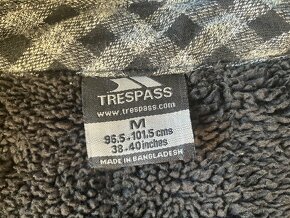 TRESPASS
www.trespass.com
M
96.5-101.5 cms
38-40 inches
MADE IN BANGLADESH